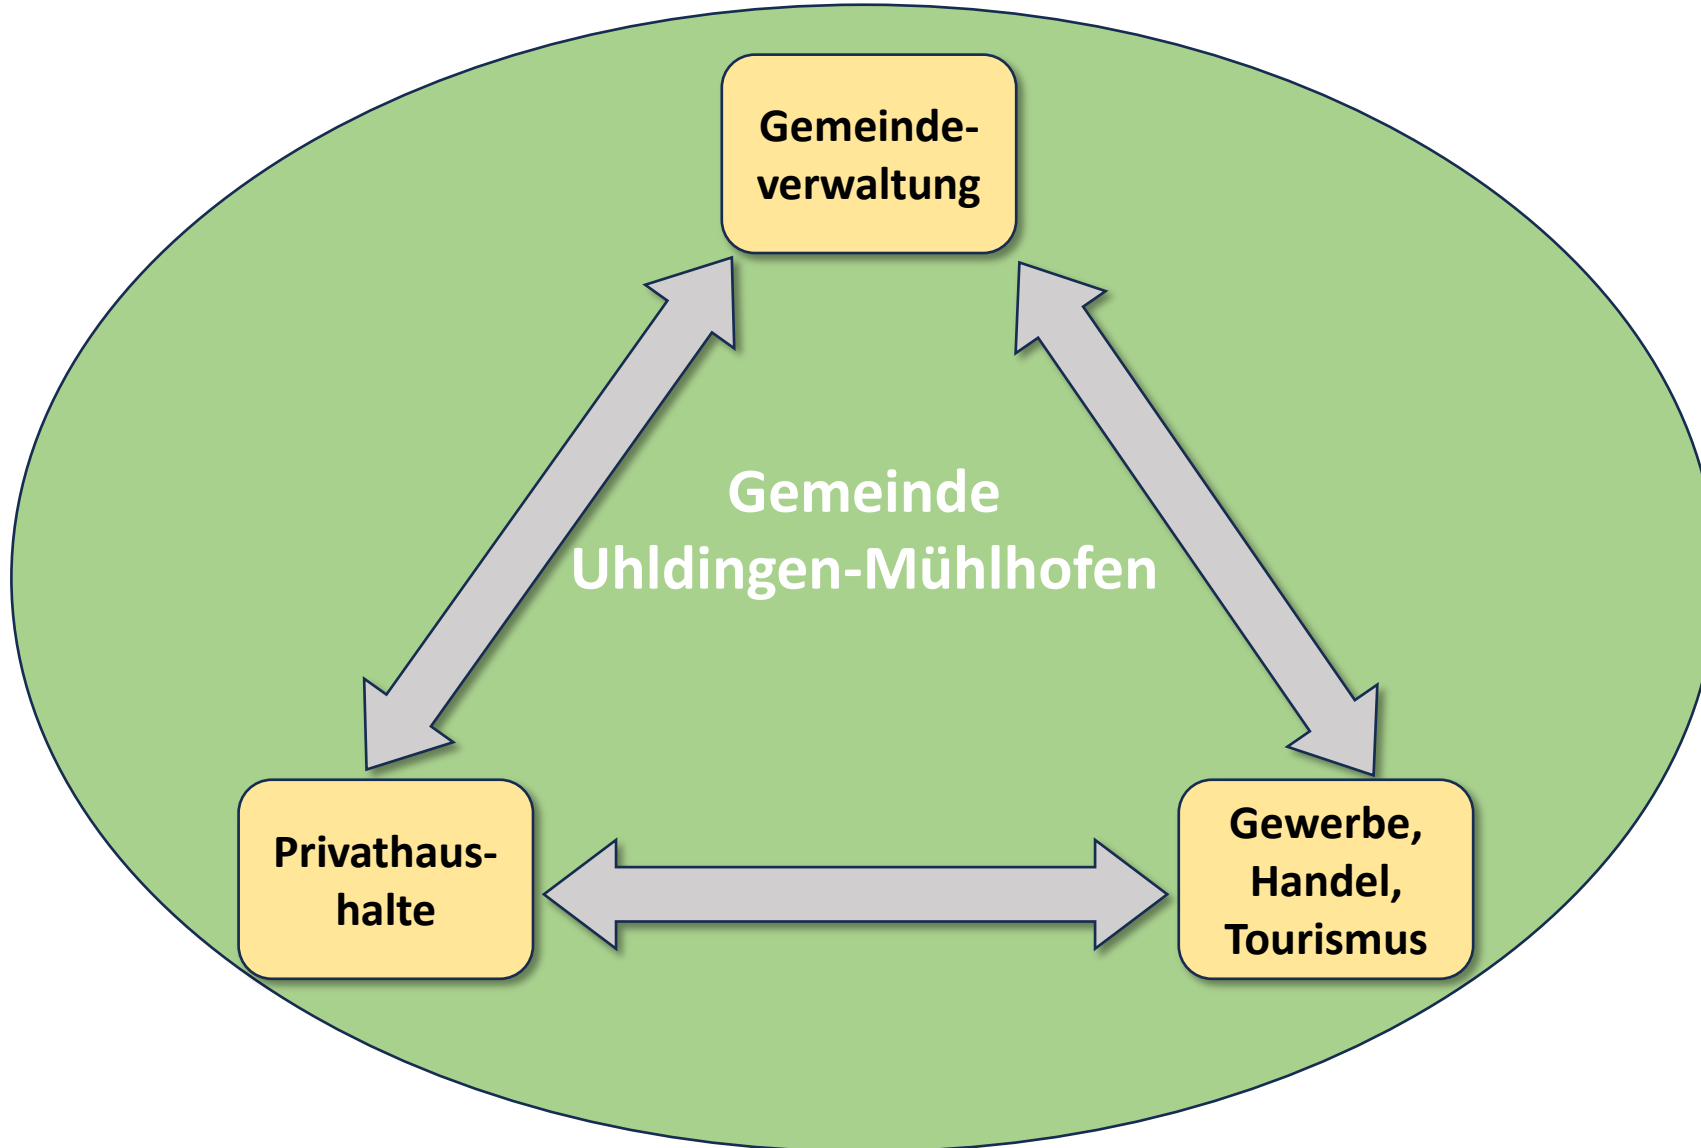 Gemeinde-
verwaltung
Gemeinde
Uhldingen-Mühlhofen
Privathaus-
halte
Gewerbe,
Handel,
Tourismus